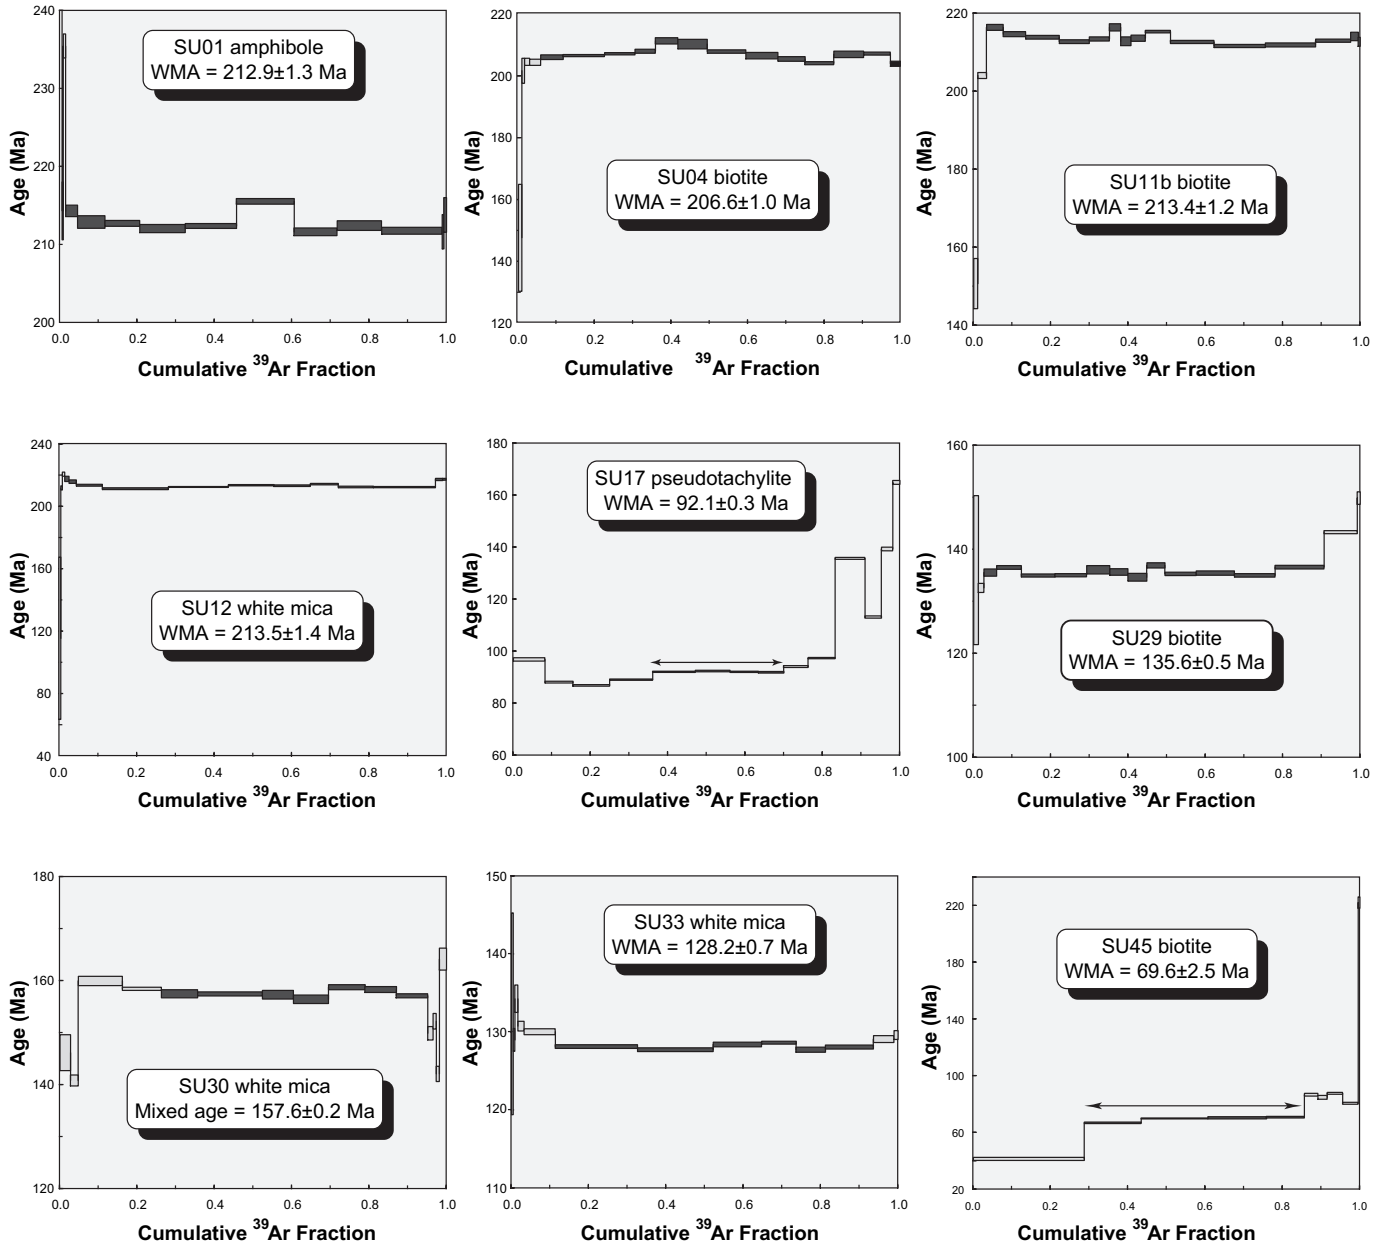 240
230
220
210
200
Age (Ma)
SU01 amphibole
WMA = 212.9±1.3 Ma
0.0 0.2 0.4 0.6 0.8 1.0
Cumulative ³⁹Ar Fraction
220
200
180
160
140
120
Age (Ma)
SU04 biotite
WMA = 206.6±1.0 Ma
0.0 0.2 0.4 0.6 0.8 1.0
Cumulative ³⁹Ar Fraction
220
200
180
160
140
Age (Ma)
SU11b biotite
WMA = 213.4±1.2 Ma
0.0 0.2 0.4 0.6 0.8 1.0
Cumulative ³⁹Ar Fraction
240
200
160
120
80
40
Age (Ma)
SU12 white mica
WMA = 213.5±1.4 Ma
0.0 0.2 0.4 0.6 0.8 1.0
Cumulative ³⁹Ar Fraction
180
160
140
120
100
80
60
Age (Ma)
SU17 pseudotachylite
WMA = 92.1±0.3 Ma
0.0 0.2 0.4 0.6 0.8 1.0
Cumulative ³⁹Ar Fraction
160
140
120
100
Age (Ma)
SU29 biotite
WMA = 135.6±0.5 Ma
0.0 0.2 0.4 0.6 0.8 1.0
Cumulative ³⁹Ar Fraction
180
160
140
120
Age (Ma)
SU30 white mica
Mixed age = 157.6±0.2 Ma
0.0 0.2 0.4 0.6 0.8 1.0
Cumulative ³⁹Ar Fraction
150
140
130
120
110
Age (Ma)
SU33 white mica
WMA = 128.2±0.7 Ma
0.0 0.2 0.4 0.6 0.8 1.0
Cumulative ³⁹Ar Fraction
220
180
140
100
60
20
Age (Ma)
SU45 biotite
WMA = 69.6±2.5 Ma
0.0 0.2 0.4 0.6 0.8 1.0
Cumulative ³⁹Ar Fraction